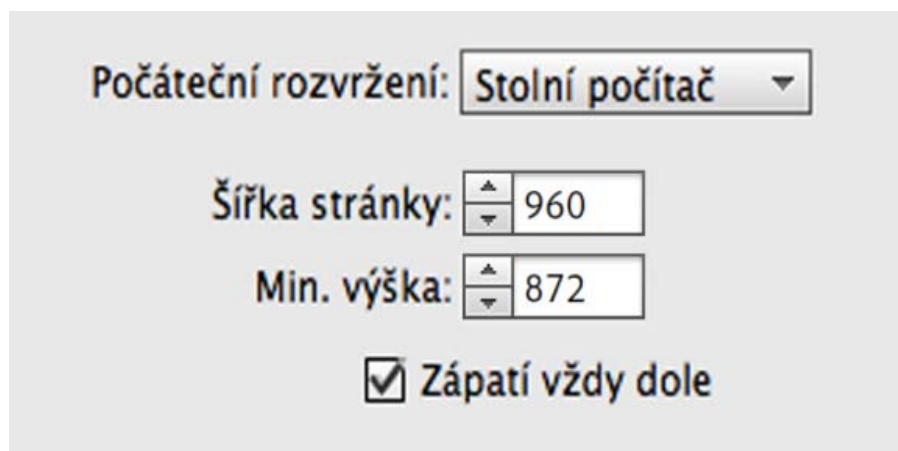 Počáteční rozvržení: Stolní počítač
Šířka stránky: 960
Min. výška: 872
Zápatí vždy dole